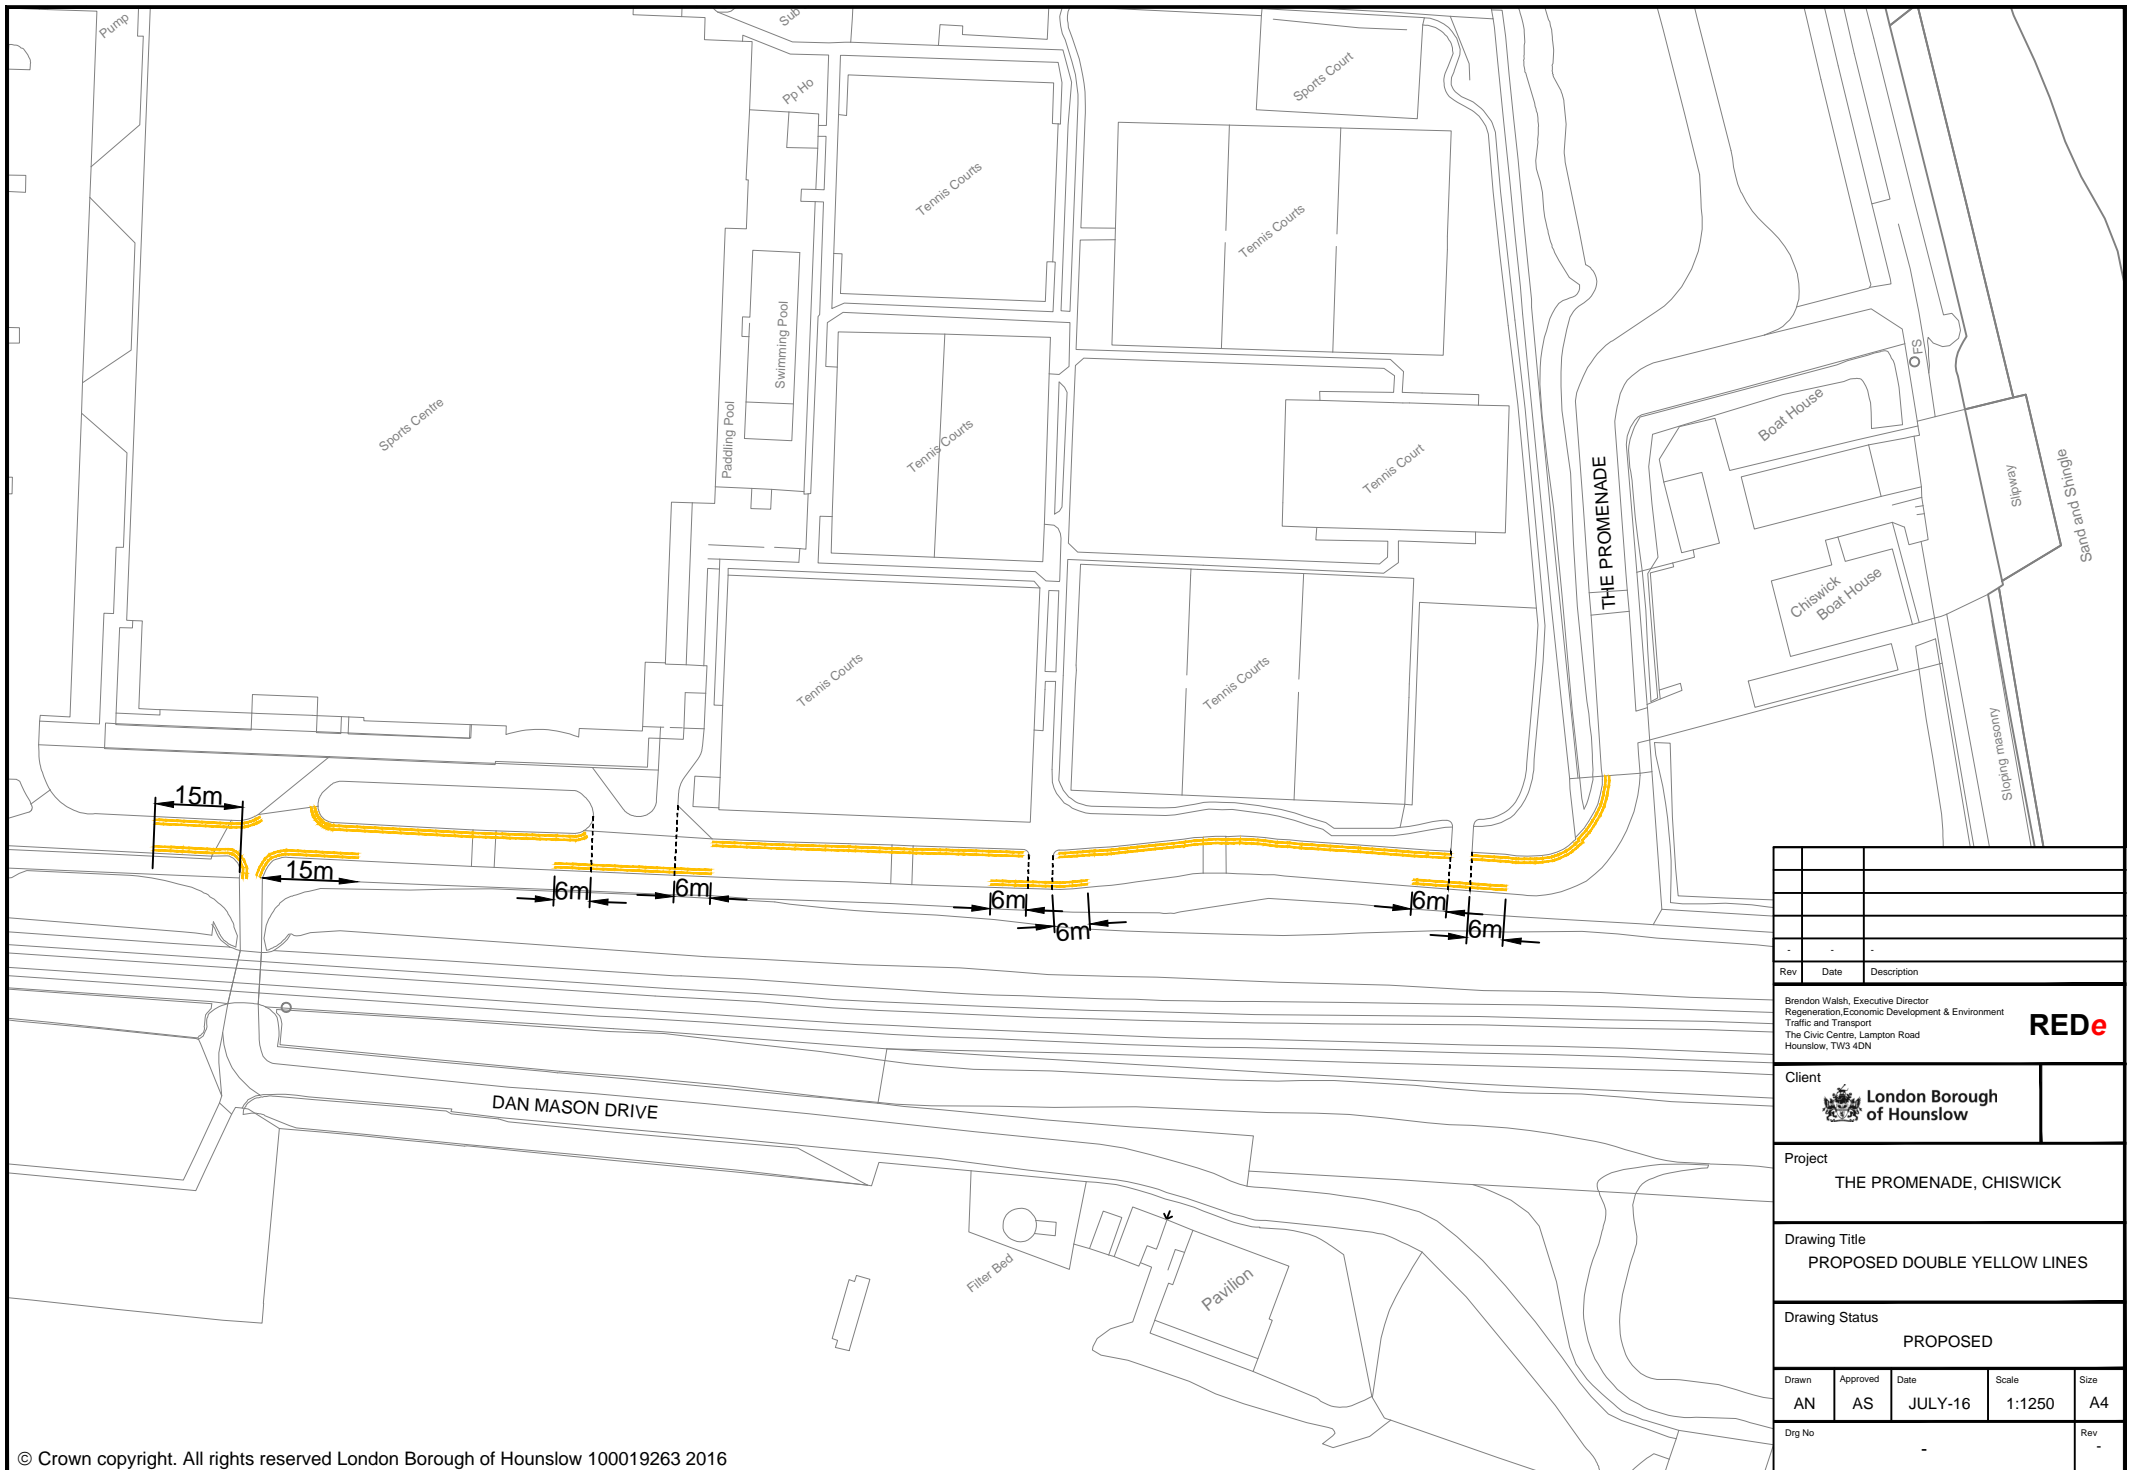 Pump
Sub
Pp Ho
Sports Court
Tennis Courts
Tennis Courts
Swimming Pool
Paddling Pool
Sports Centre
Tennis Courts
Tennis Court
THE PROMENADE
Boat House
FS
Slipway
Sand and Shingle
Chiswick
Boat House
Tennis Courts
Tennis Courts
Sloping masonry
15m
15m
6m
6m
6m
6m
6m
6m
DAN MASON DRIVE
Filter Bed
Pavilion
- - -
Rev Date Description
Brendon Walsh, Executive Director
Regeneration,Economic Development & Environment
Traffic and Transport
The Civic Centre, Lampton Road
Hounslow, TW3 4DN
REDe
Client
London Borough
of Hounslow
Project
THE PROMENADE, CHISWICK
Drawing Title
PROPOSED DOUBLE YELLOW LINES
Drawing Status
PROPOSED
Drawn Approved Date Scale Size
AN AS JULY-16 1:1250 A4
Drg No Rev
- -
© Crown copyright. All rights reserved London Borough of Hounslow 100019263 2016